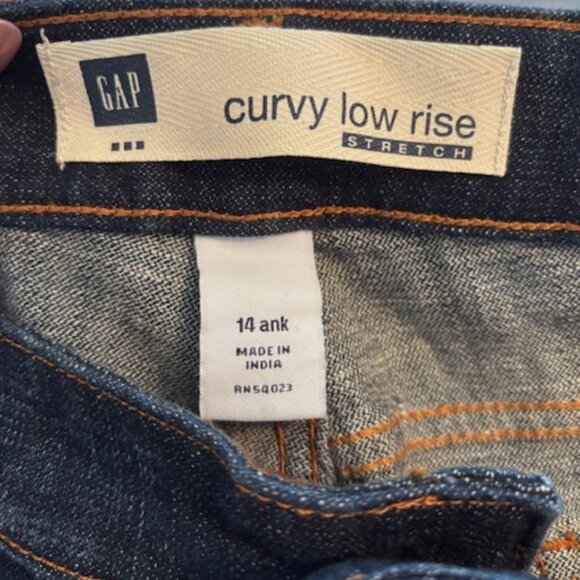 GAP
curvy low rise
STRETCH
14 ank
MADE IN
INDIA
RN54023